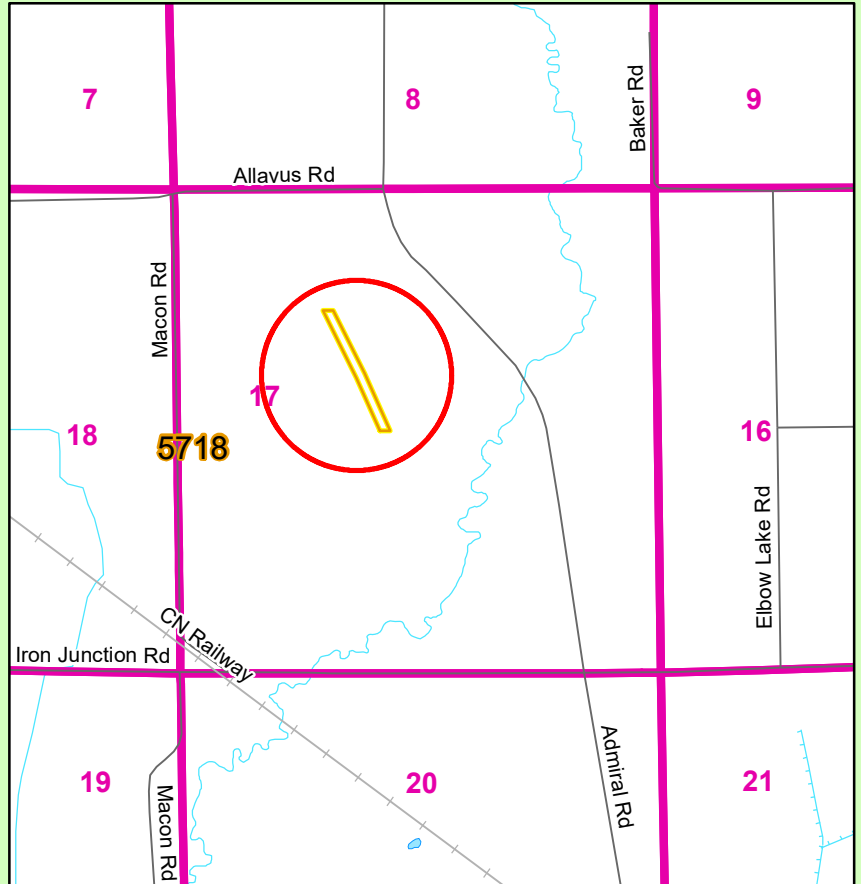 7
8
9
Baker Rd
Allavus Rd
Macon Rd
17
18
5718
16
Elbow Lake Rd
CN Railway
Iron Junction Rd
Admiral Rd
19
20
21
Macon Rd